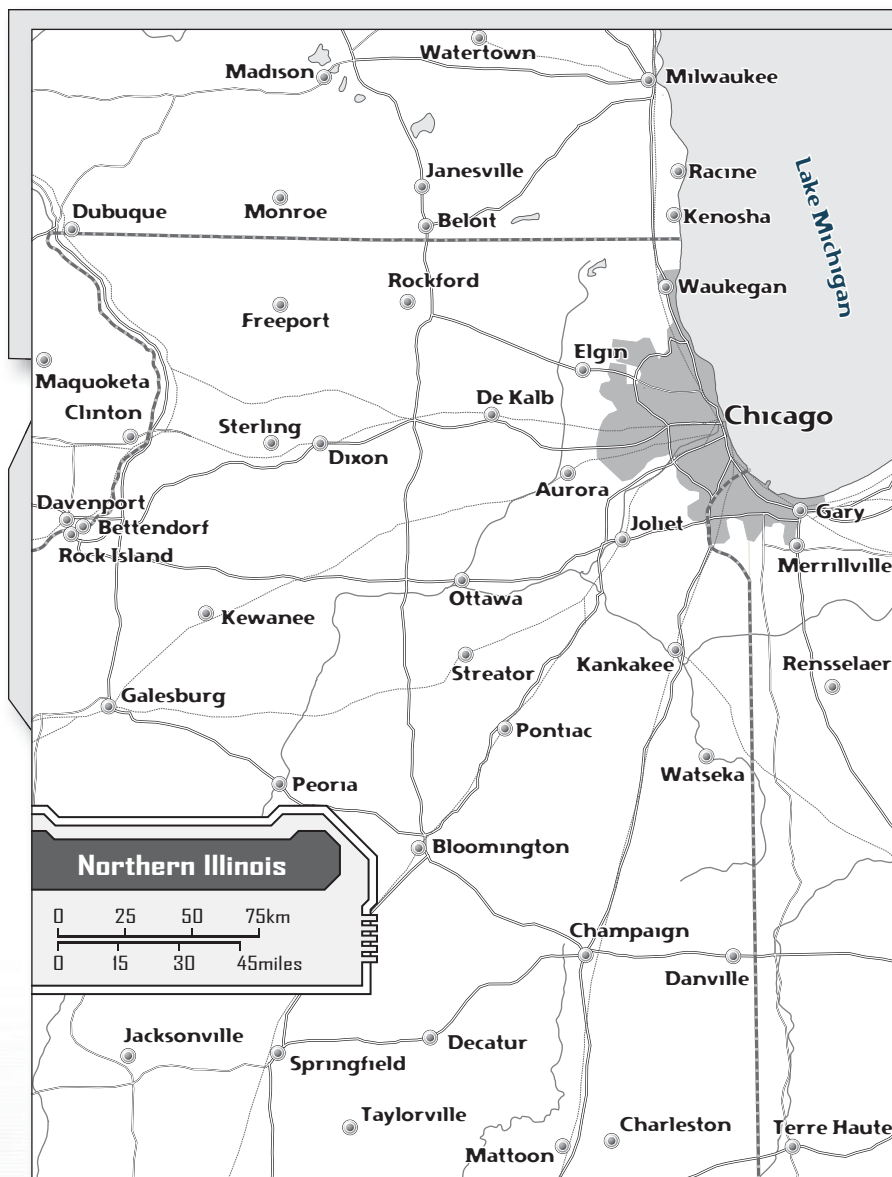 Watertown
Madison
Milwaukee
Janesville
Racine
Lake Michigan
Dubuque
Monroe
Beloit
Kenosha
Rockford
Waukegan
Freeport
Elgin
Maquoketa
De Kalb
Clinton
Sterling
Chicago
Dixon
Aurora
Davenport
Bettendorf
Gary
Rock Island
Joliet
Merrillville
Ottawa
Kewanee
Streator
Kankakee
Rensselaer
Galesburg
Pontiac
Watseka
Peoria
Bloomington
Northern Illinois
0 25 50 75km
0 15 30 45miles
Champaign
Danville
Jacksonville
Decatur
Springfield
Taylorville
Charleston
Terre Haute
Mattoon